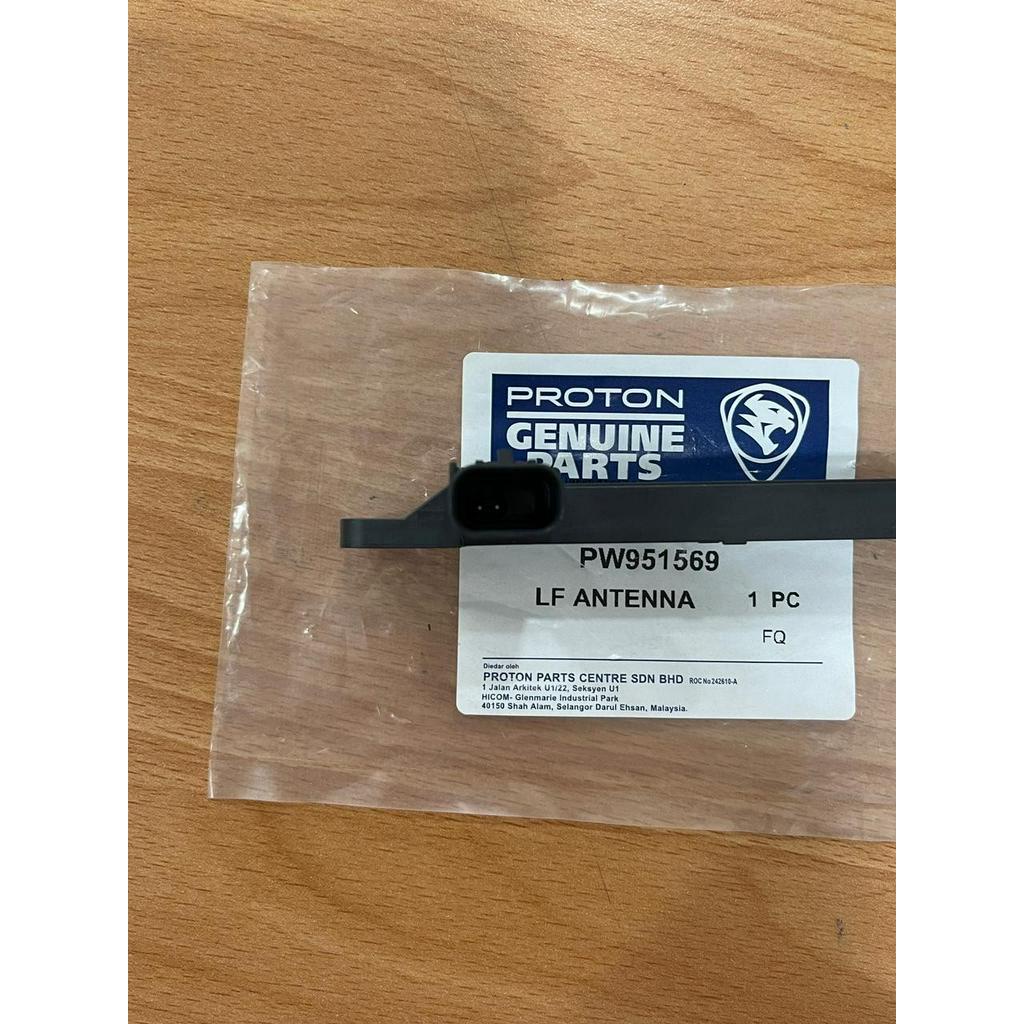 PROTON
GENUINE
PARTS
PW951569
LF ANTENNA 1 PC
FQ
Diedar oleh
PROTON PARTS CENTRE SDN BHD ROC No 242610-A
1 Jalan Arkitek U1/22, Seksyen U1
HICOM- Glenmarie Industrial Park
40150 Shah Alam, Selangor Darul Ehsan, Malaysia.